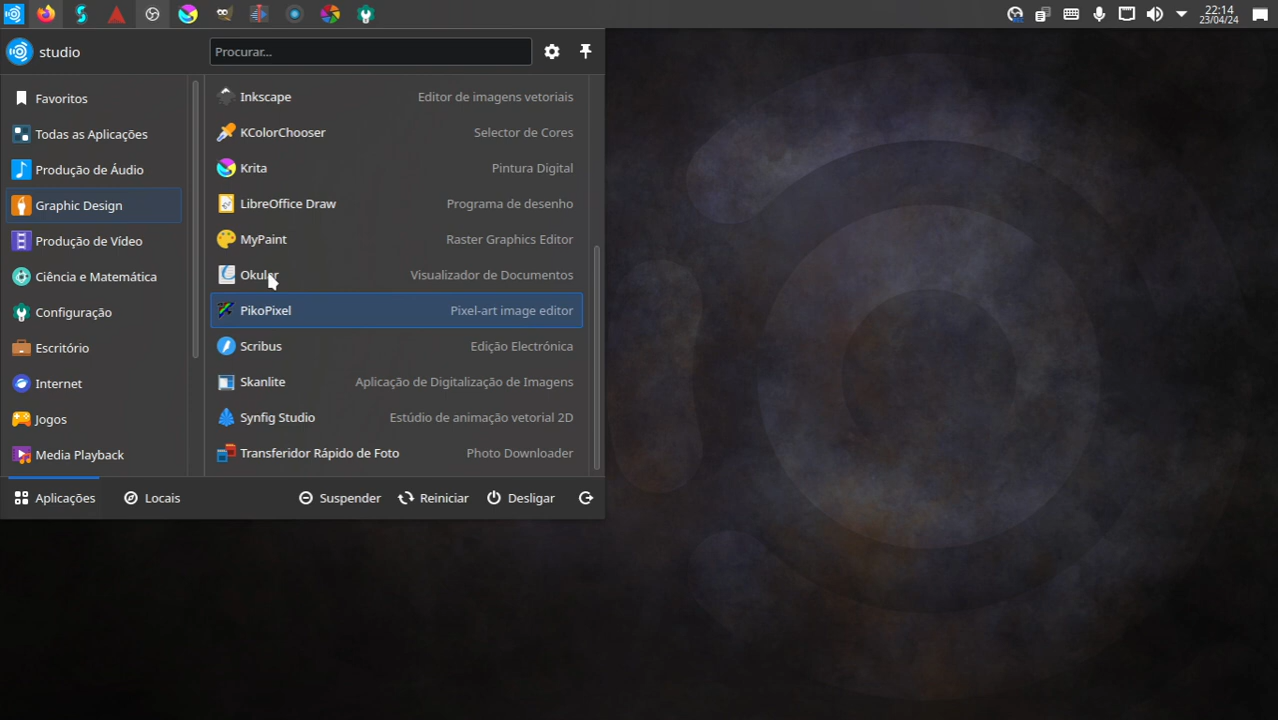 22:14
23/04/24
studio
Procurar...
Favoritos
Todas as Aplicações
Produção de Áudio
Graphic Design
Produção de Vídeo
Ciência e Matemática
Configuração
Escritório
Internet
Jogos
Media Playback
Inkscape Editor de imagens vetoriais
KColorChooser Selector de Cores
Krita Pintura Digital
LibreOffice Draw Programa de desenho
MyPaint Raster Graphics Editor
Okular Visualizador de Documentos
PikoPixel Pixel-art image editor
Scribus Edição Electrónica
Skanlite Aplicação de Digitalização de Imagens
Synfig Studio Estúdio de animação vetorial 2D
Transferidor Rápido de Foto Photo Downloader
Aplicações Locais Suspender Reiniciar Desligar